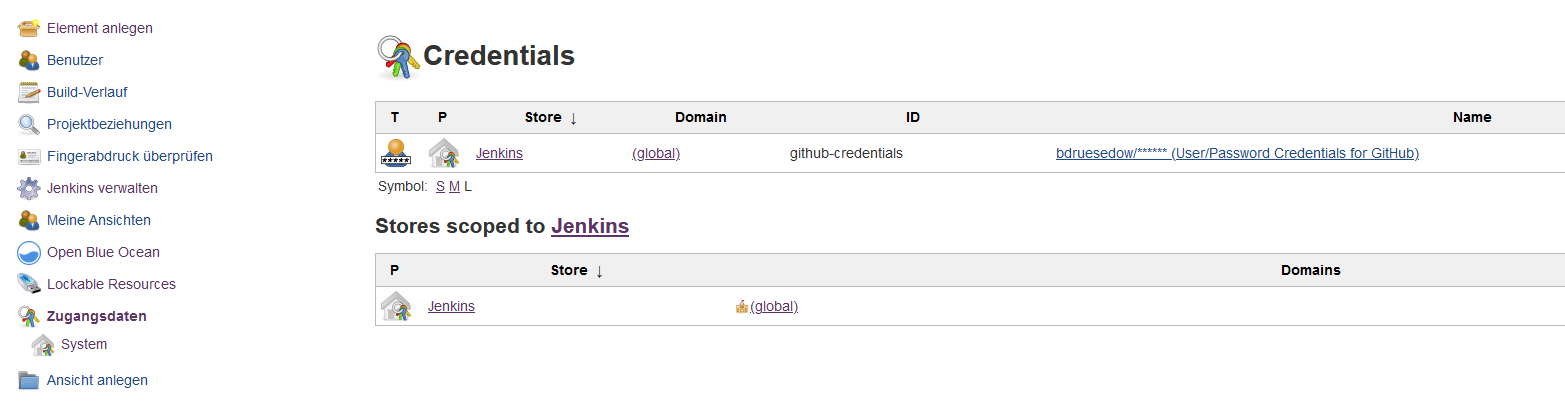 Element anlegen
Benutzer
Build-Verlauf
Projektbeziehungen
Fingerabdruck überprüfen
Jenkins verwalten
Meine Ansichten
Open Blue Ocean
Lockable Resources
Zugangsdaten
System
Ansicht anlegen
Credentials
T P Store ↓ Domain ID Name
Jenkins (global) github-credentials bdruesedow/****** (User/Password Credentials for GitHub)
Symbol: S M L
Stores scoped to Jenkins
P Store ↓ Domains
Jenkins (global)